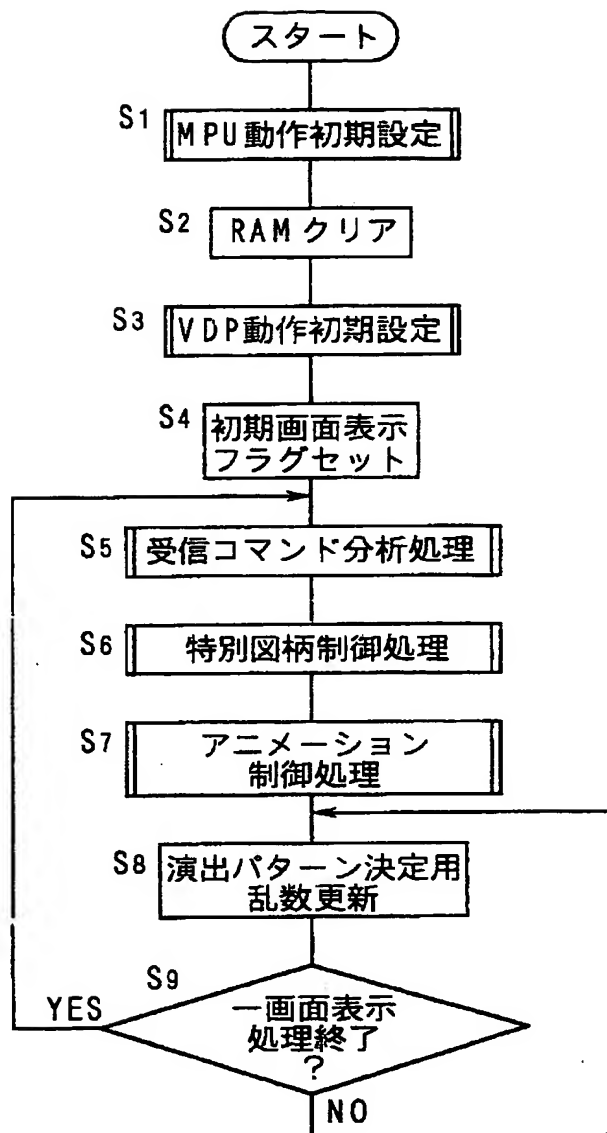 スタート
S1
MPU動作初期設定
S2
RAMクリア
S3
VDP動作初期設定
S4
初期画面表示
フラグセット
S5
受信コマンド分析処理
S6
特別図柄制御処理
S7
アニメーション
制御処理
S8
演出パターン決定用
乱数更新
S9
YES
一画面表示
処理終了
?
NO